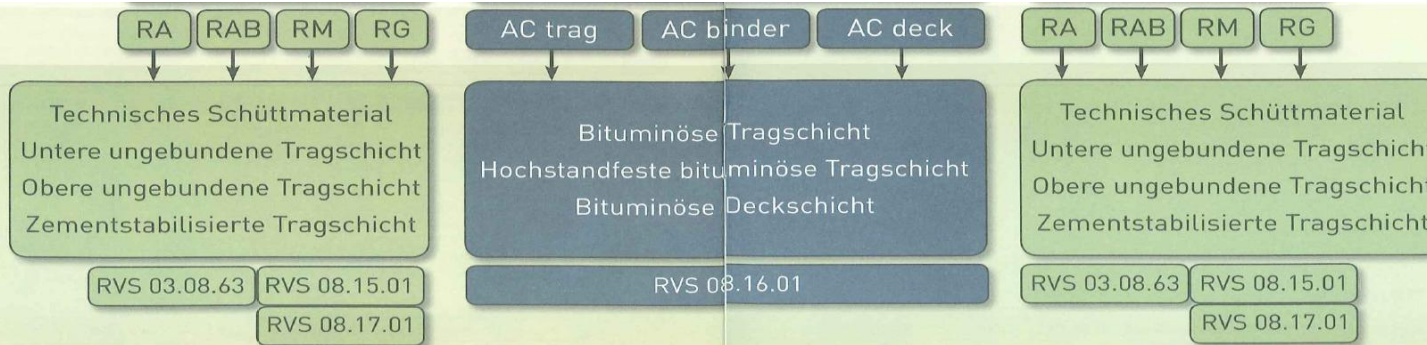 RA RAB RM RG
Technisches Schüttmaterial
Untere ungebundene Tragschicht
Obere ungebundene Tragschicht
Zementstabilisierte Tragschicht
RVS 03.08.63 RVS 08.15.01
RVS 08.17.01
AC trag AC binder AC deck
Bituminöse Tragschicht
Hochstandfeste bituminöse Tragschicht
Bituminöse Deckschicht
RVS 08.16.01
RA RAB RM RG
Technisches Schüttmaterial
Untere ungebundene Tragschicht
Obere ungebundene Tragschicht
Zementstabilisierte Tragschicht
RVS 03.08.63 RVS 08.15.01
RVS 08.17.01